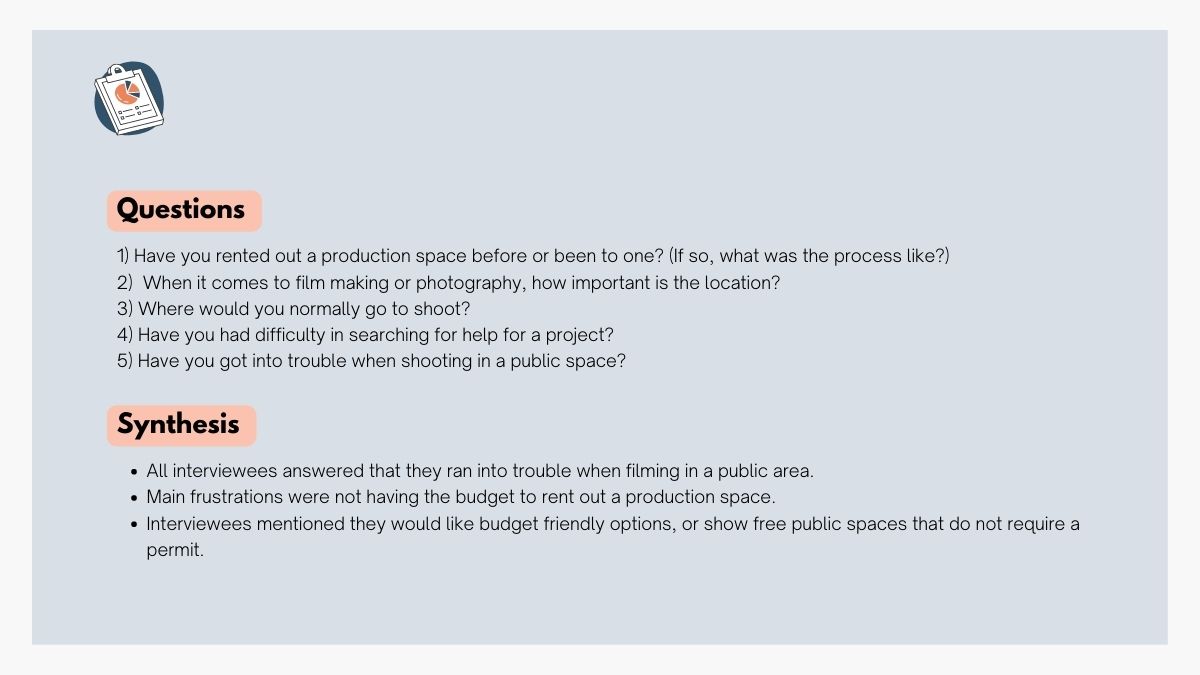 Questions
1) Have you rented out a production space before or been to one? (If so, what was the process like?)
2)  When it comes to film making or photography, how important is the location?
3) Where would you normally go to shoot?
4) Have you had difficulty in searching for help for a project?
5) Have you got into trouble when shooting in a public space?
Synthesis
• All interviewees answered that they ran into trouble when filming in a public area.
• Main frustrations were not having the budget to rent out a production space.
• Interviewees mentioned they would like budget friendly options, or show free public spaces that do not require a
permit.